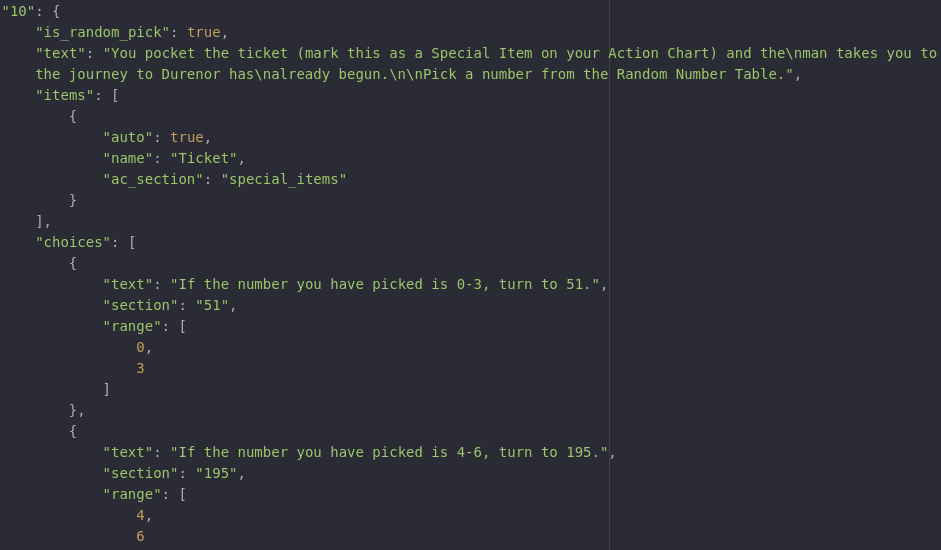 "10": {
    "is_random_pick": true,
    "text": "You pocket the ticket (mark this as a Special Item on your Action Chart) and the\nman takes you to
    the journey to Durenor has\nalready begun.\n\nPick a number from the Random Number Table.",
    "items": [
        {
            "auto": true,
            "name": "Ticket",
            "ac_section": "special_items"
        }
    ],
    "choices": [
        {
            "text": "If the number you have picked is 0-3, turn to 51.",
            "section": "51",
            "range": [
                0,
                3
            ]
        },
        {
            "text": "If the number you have picked is 4-6, turn to 195.",
            "section": "195",
            "range": [
                4,
                6